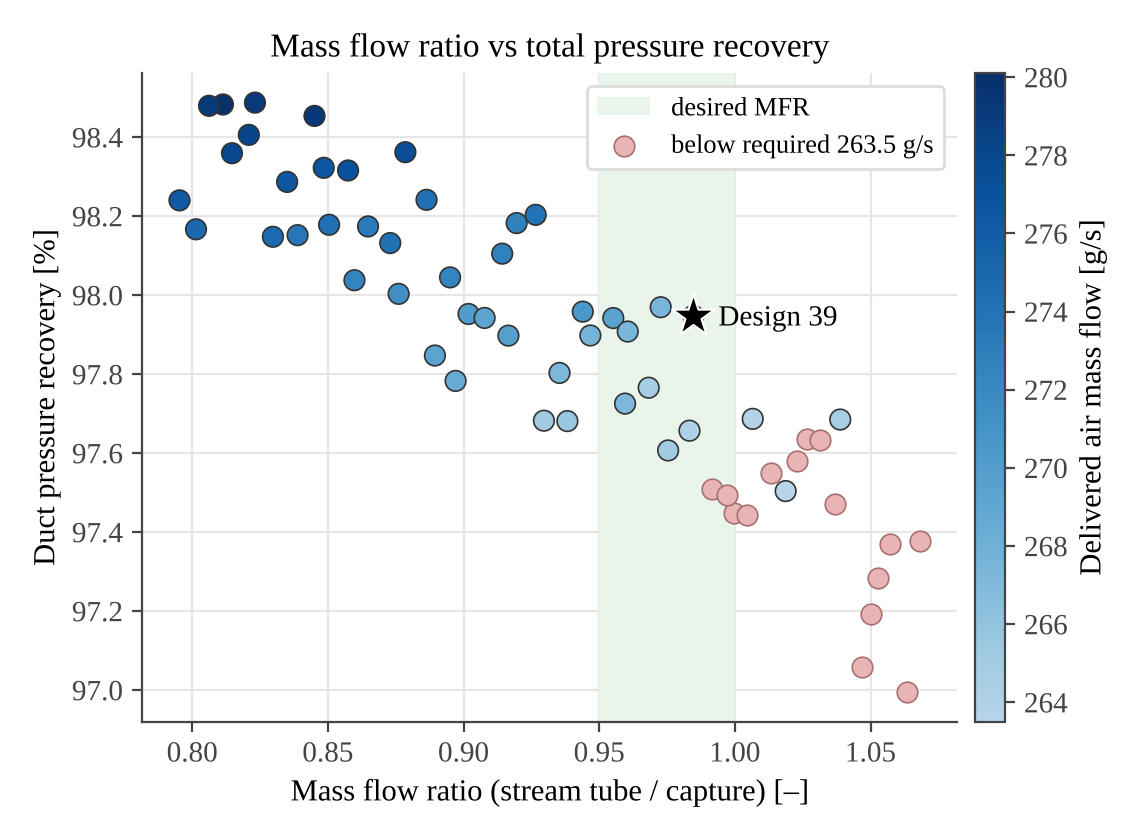 Mass flow ratio vs total pressure recovery
desired MFR
below required 263.5 g/s
Design 39
Duct pressure recovery [%]
98.4
98.2
98.0
97.8
97.6
97.4
97.2
97.0
0.80 0.85 0.90 0.95 1.00 1.05
Mass flow ratio (stream tube / capture) [–]
280
278
276
274
272
270
268
266
264
Delivered air mass flow [g/s]